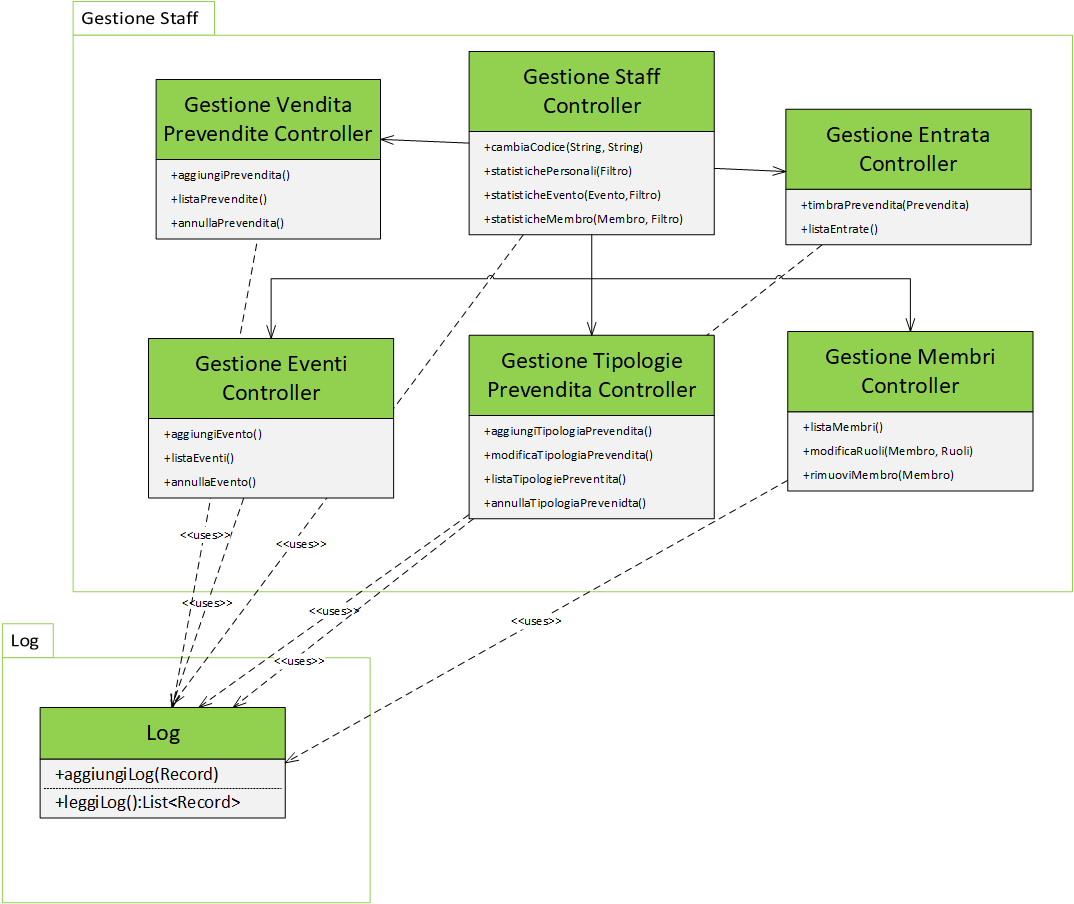 Gestione Staff
Gestione Vendita
Prevendite Controller
+aggiungiPrevendita()
+listaPrevendite()
+annullaPrevendita()
Gestione Staff
Controller
+cambiaCodice(String, String)
+statistichePersonali(Filtro)
+statisticheEvento(Evento,Filtro)
+statisticheMembro(Membro, Filtro)
Gestione Entrata
Controller
+timbraPrevendita(Prevendita)
+listaEntrate()
Gestione Eventi
Controller
+aggiungiEvento()
+listaEventi()
+annullaEvento()
Gestione Tipologie
Prevendita Controller
+aggiungiTipologiaPrevendita()
+modificaTipologiaPrevendita()
+listaTipologiePreventita()
+annullaTipologiaPrevenidta()
Gestione Membri
Controller
+listaMembri()
+modificaRuoli(Membro, Ruoli)
+rimuoviMembro(Membro)
<<uses>>
<<uses>>
<<uses>>
<<uses>>
<<uses>>
<<uses>>
Log
Log
+aggiungiLog(Record)
+leggiLog():List<Record>